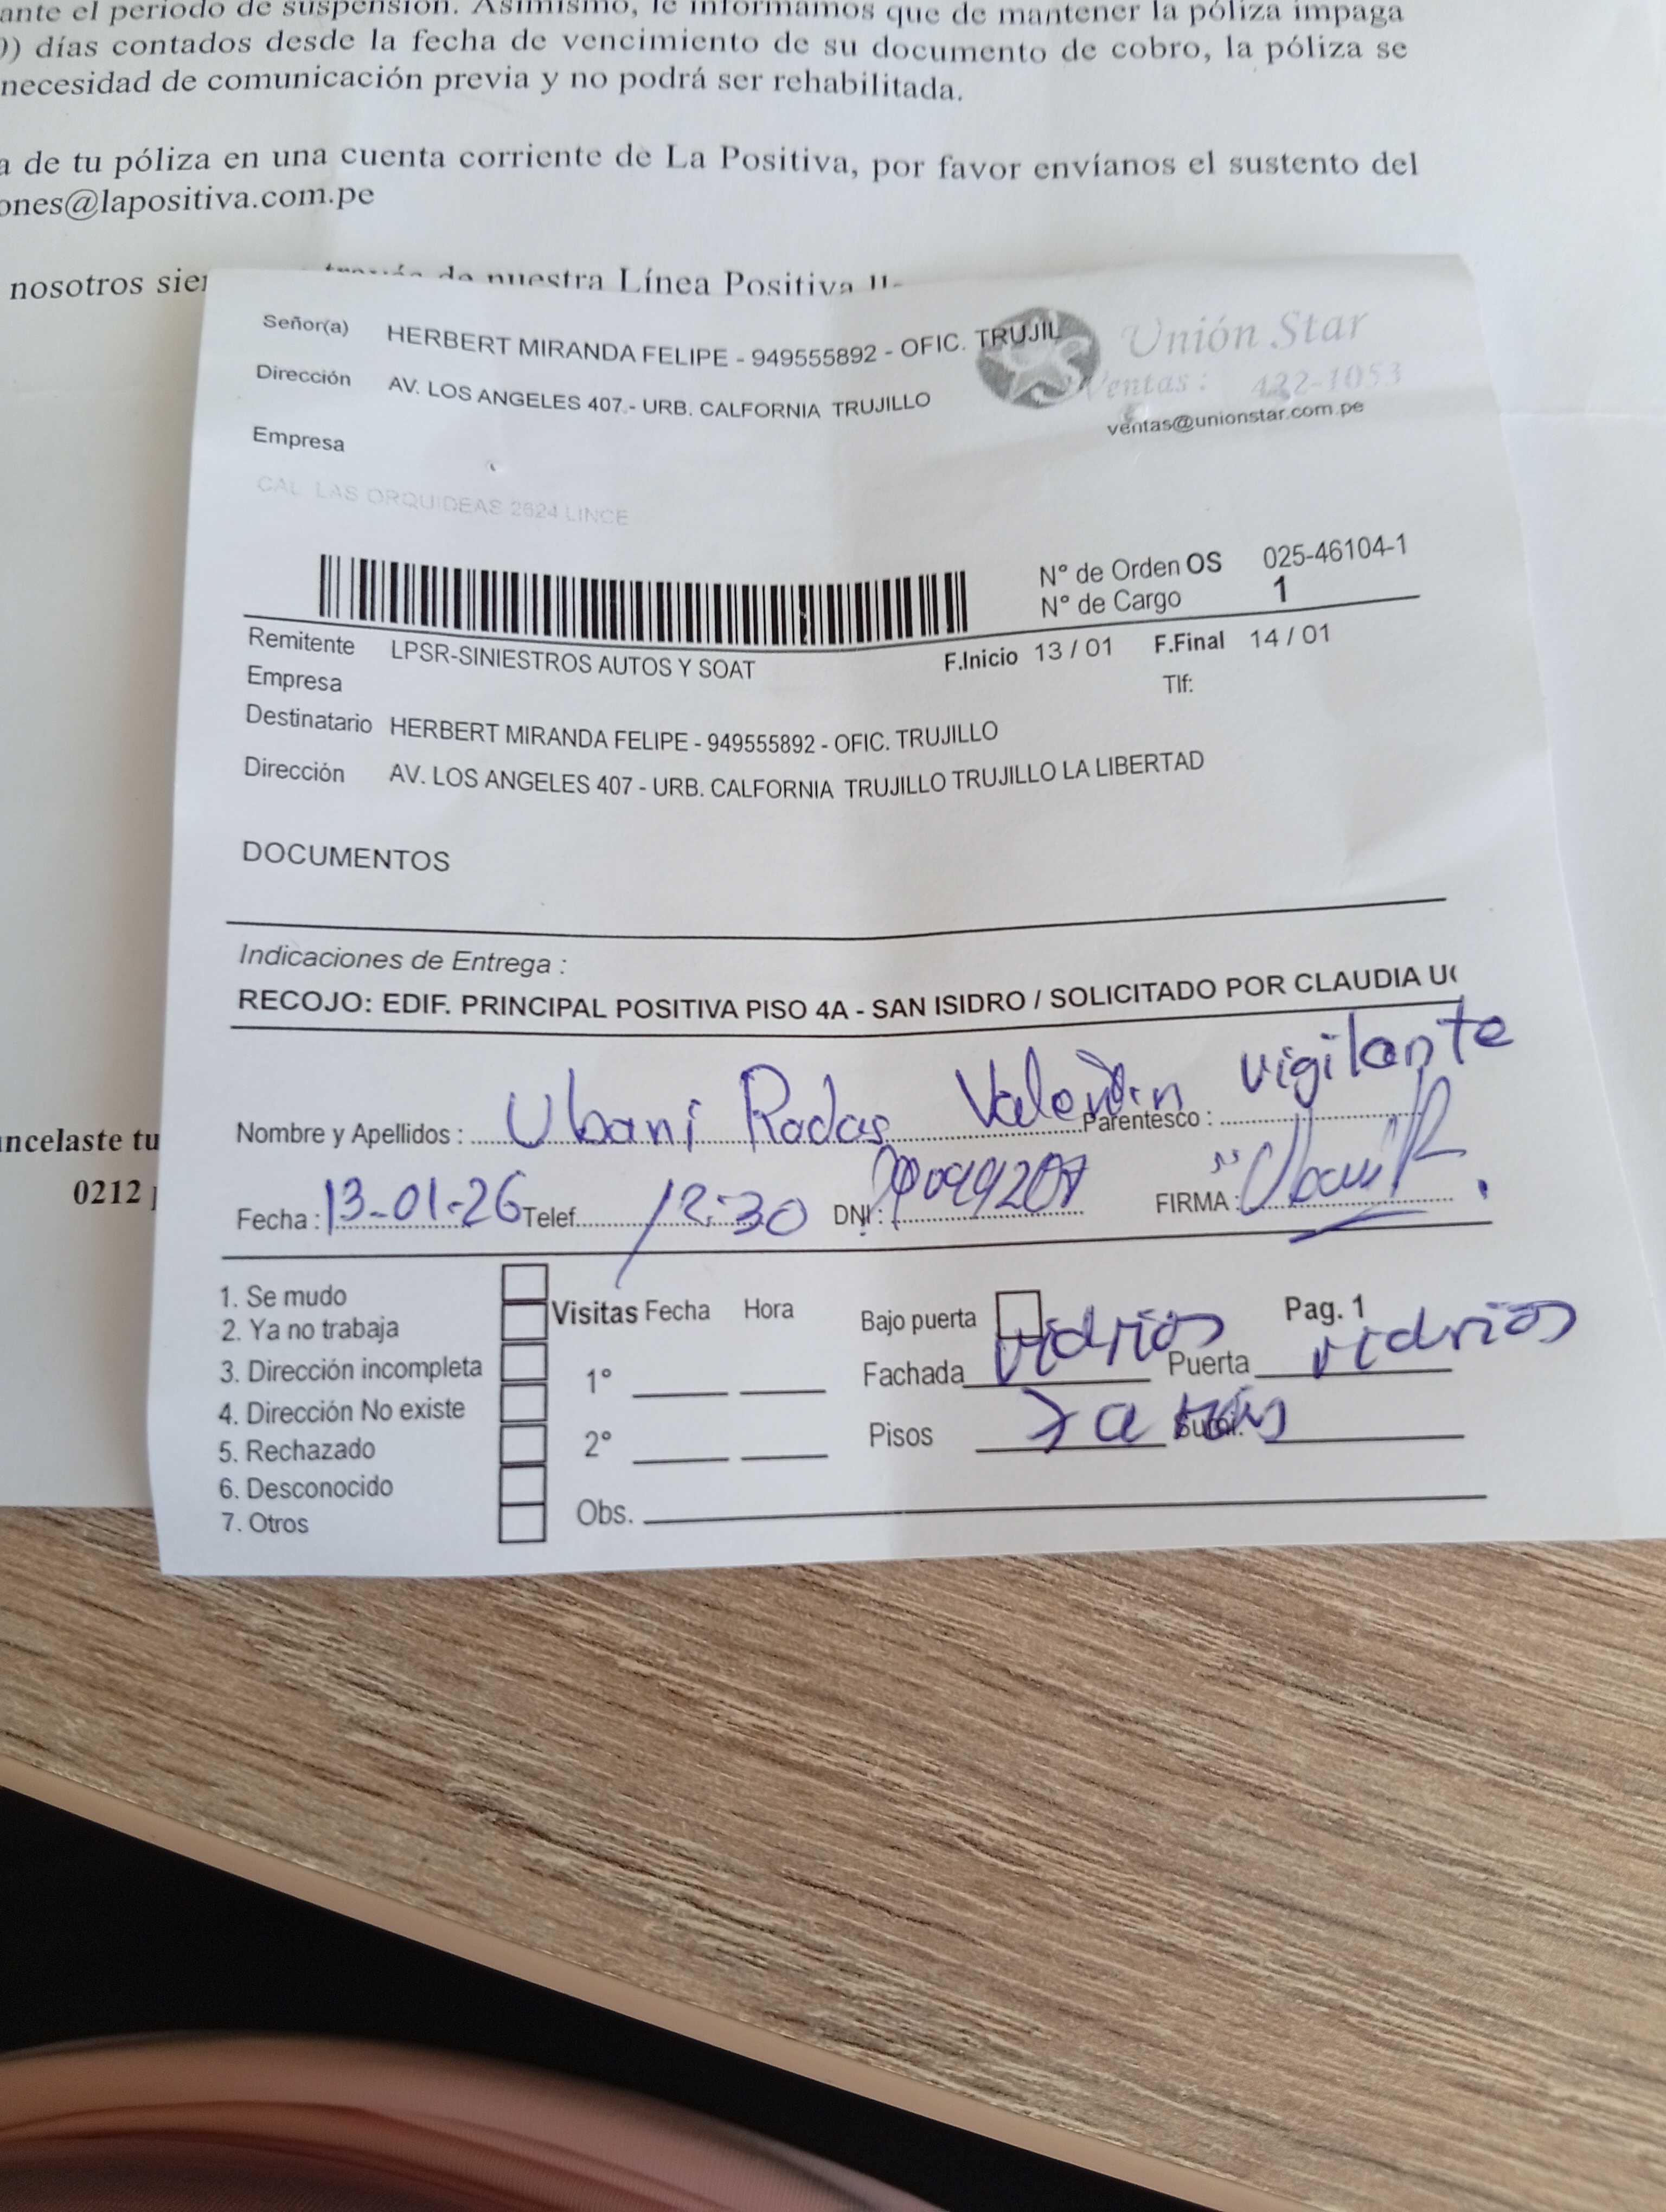 ante el periodo de suspensión. Asimismo, le informamos que de mantener la póliza impaga
0)) días contados desde la fecha de vencimiento de su documento de cobro, la póliza se
necesidad de comunicación previa y no podrá ser rehabilitada.
a de tu póliza en una cuenta corriente de La Positiva, por favor envíanos el sustento del
ones@lapositiva.com.pe
nosotros sier través de nuestra Línea Positiva
Señor(a) HERBERT MIRANDA FELIPE - 949555892 - OFIC. TRUJIL
Unión Star
Dirección AV. LOS ANGELES 407 - URB. CALFORNIA TRUJILLO
Ventas: 422-1053
ventas@unionstar.com.pe
Empresa
CAL. LAS ORQUIDEAS 2624 LINCE
N° de Orden OS 025-46104-1
N° de Cargo 1
Remitente LPSR-SINIESTROS AUTOS Y SOAT F.Inicio 13 / 01 F.Final 14 / 01
Empresa Tlf:
Destinatario HERBERT MIRANDA FELIPE - 949555892 - OFIC. TRUJILLO
Dirección AV. LOS ANGELES 407 - URB. CALFORNIA TRUJILLO TRUJILLO LA LIBERTAD
DOCUMENTOS
Indicaciones de Entrega :
RECOJO: EDIF. PRINCIPAL POSITIVA PISO 4A - SAN ISIDRO / SOLICITADO POR CLAUDIA
ncelaste tu
0212
Nombre y Apellidos : Ubani Rodas Valentin Parentesco : vigilante
Fecha : 13-01-26 Telef. 12:30 DNI : FIRMA :
1. Se mudo
2. Ya no trabaja
3. Dirección incompleta
4. Dirección No existe
5. Rechazado
6. Desconocido
7. Otros
Visitas Fecha Hora
1°
2°
Obs.
Bajo puerta Pag. 1
Fachada vidrios Puerta vidrios
Pisos